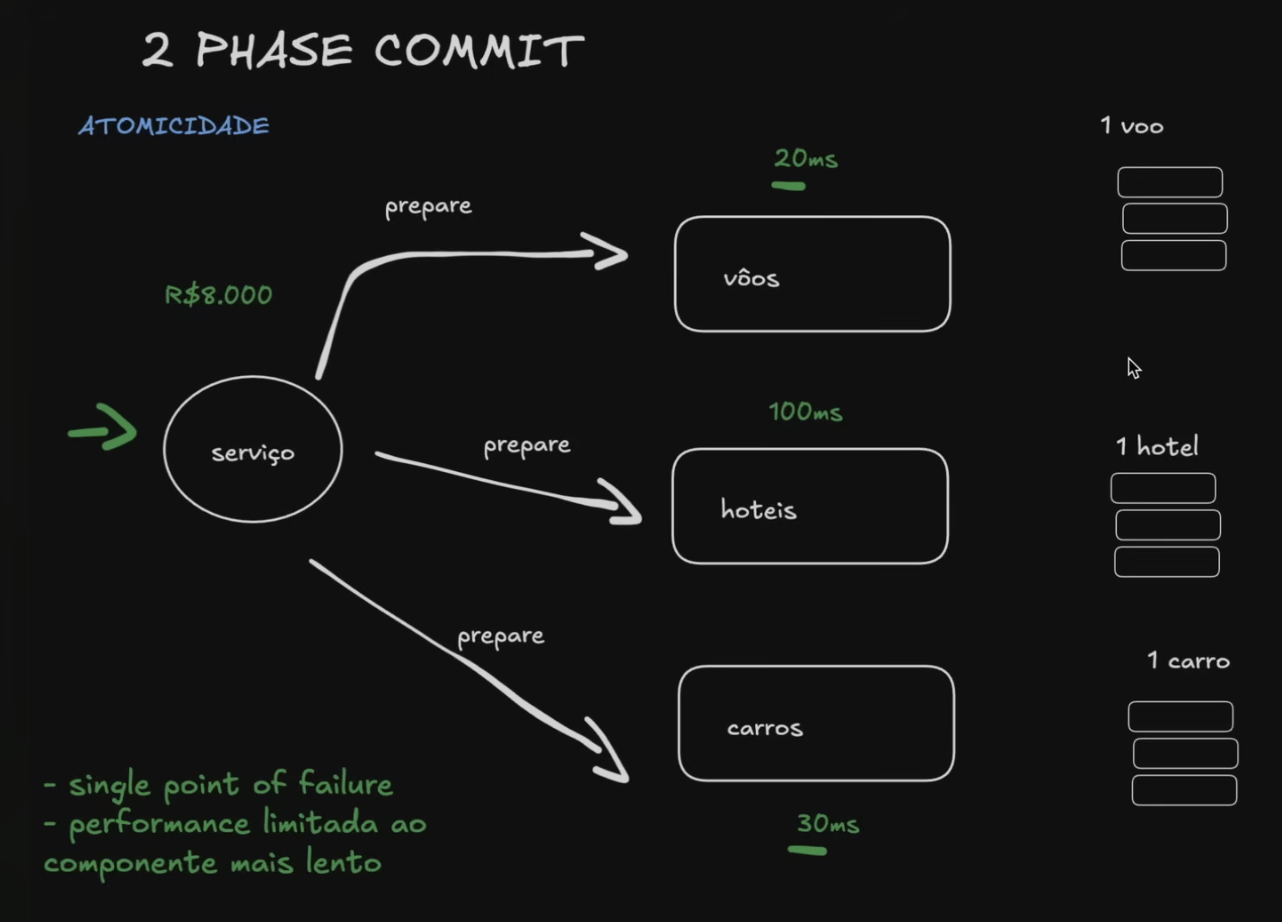 2 PHASE COMMIT
ATOMICIDADE
1 voo
20ms
prepare
vôos
R$8.000
100ms
prepare
1 hotel
serviço
hoteis
prepare
1 carro
carros
- single point of failure
- performance limitada ao
componente mais lento
30ms